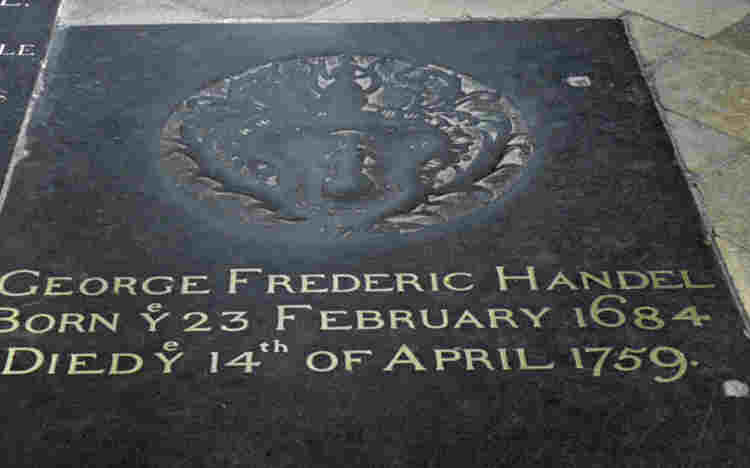 GEORGE FREDERIC HANDEL
BORN yᵉ 23 FEBRUARY 1684
DIED yᵉ 14th OF APRIL 1759.